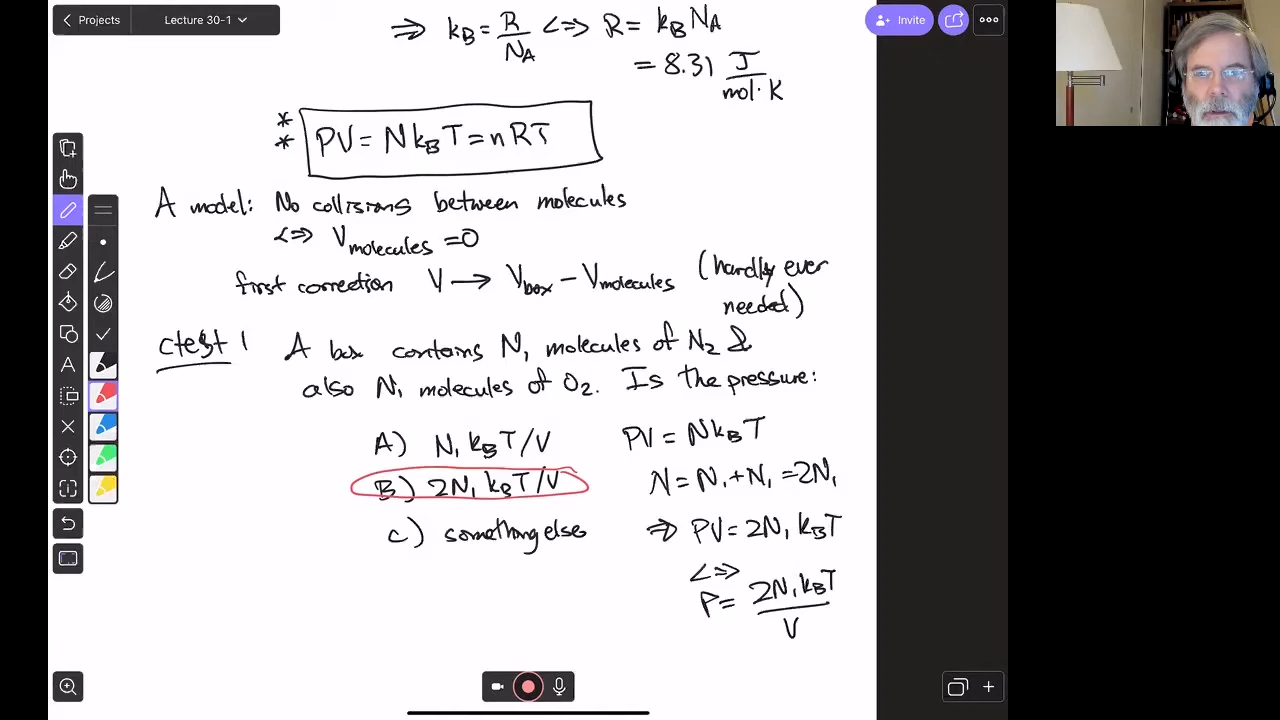 Projects
Lecture 30-1
Invite
⇒ k_B = R/N_A <=> R = k_B N_A
= 8.31 J/mol·K
* * PV = N k_B T = nRT
A model: No collisions between molecules
<=> V_molecules = 0
first correction V → V_box - V_molecules (hardly ever
needed)
ctest 1 A box contains N₁ molecules of N₂ &
also N₁ molecules of O₂. Is the pressure:
A) N₁ k_B T/V
B) 2N₁ k_B T/V
C) something else
PV = N k_B T
N = N₁ + N₁ = 2N₁
⇒ PV = 2N₁ k_B T
<=>
P = 2N₁ k_B T / V